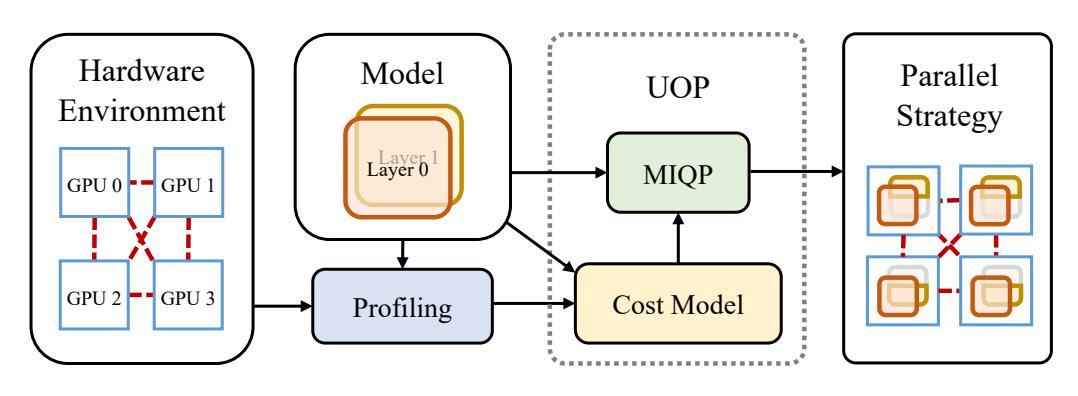 Hardware
Environment
GPU 0
GPU 1
GPU 2
GPU 3
Model
Layer 1
Layer 0
Profiling
UOP
MIQP
Cost Model
Parallel
Strategy